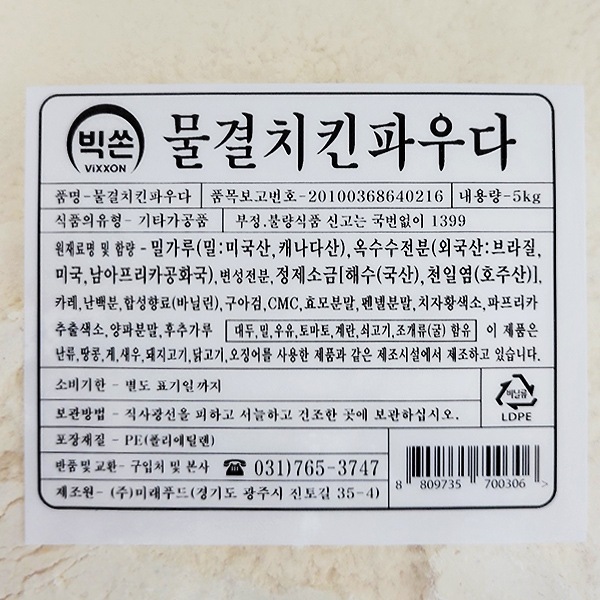 빅쏜 물결치킨파우다
ViXXON
품명-물결치킨파우다 품목보고번호-20100368640216 내용량-5kg
식품의유형- 기타가공품 부정.불량식품 신고는 국번없이 1399
원재료명 및 함량 - 밀가루(밀:미국산,캐나다산),옥수수전분(외국산:브라질,
미국,남아프리카공화국),변성전분,정제소금[해수(국산),천일염(호주산)],
카레,난백분,합성향료(바닐린),구아검,CMC,효모분말,펜넬분말,치자황색소,파프리카
추출색소,양파분말,후추가루 대두,밀,우유,토마토,계란,쇠고기,조개류(굴) 함유 이 제품은
난류,땅콩,게,새우,돼지고기,닭고기,오징어를 사용한 제품과 같은 제조시설에서 제조하고 있습니다.
소비기한 - 별도 표기일까지
비닐류
LDPE
보관방법 - 직사광선을 피하고 서늘하고 건조한 곳에 보관하십시오.
포장재질 - PE(폴리에틸렌)
반품및교환- 구입처 및 본사 ☎ 031)765-3747
제조원- (주)미래푸드(경기도 광주시 진토길 35-4)
8 809735 700306 >